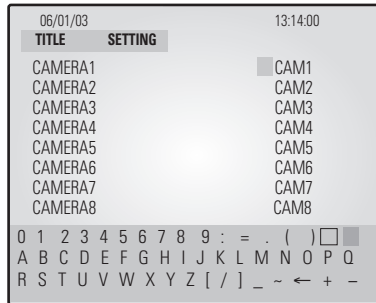 06/01/03 13:14:00
TITLE SETTING
CAMERA1 CAM1
CAMERA2 CAM2
CAMERA3 CAM3
CAMERA4 CAM4
CAMERA5 CAM5
CAMERA6 CAM6
CAMERA7 CAM7
CAMERA8 CAM8
0 1 2 3 4 5 6 7 8 9 : = . ( )
A B C D E F G H I J K L M N O P Q
R S T U V W X Y Z [ / ] _ ~ ← + –